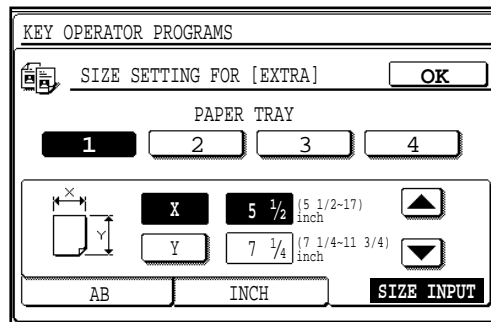 KEY OPERATOR PROGRAMS
SIZE SETTING FOR [EXTRA] OK
PAPER TRAY
1 2 3 4
X X 5 1/2 (5 1/2~17) inch
Y Y 7 1/4 (7 1/4~11 3/4) inch
AB INCH SIZE INPUT